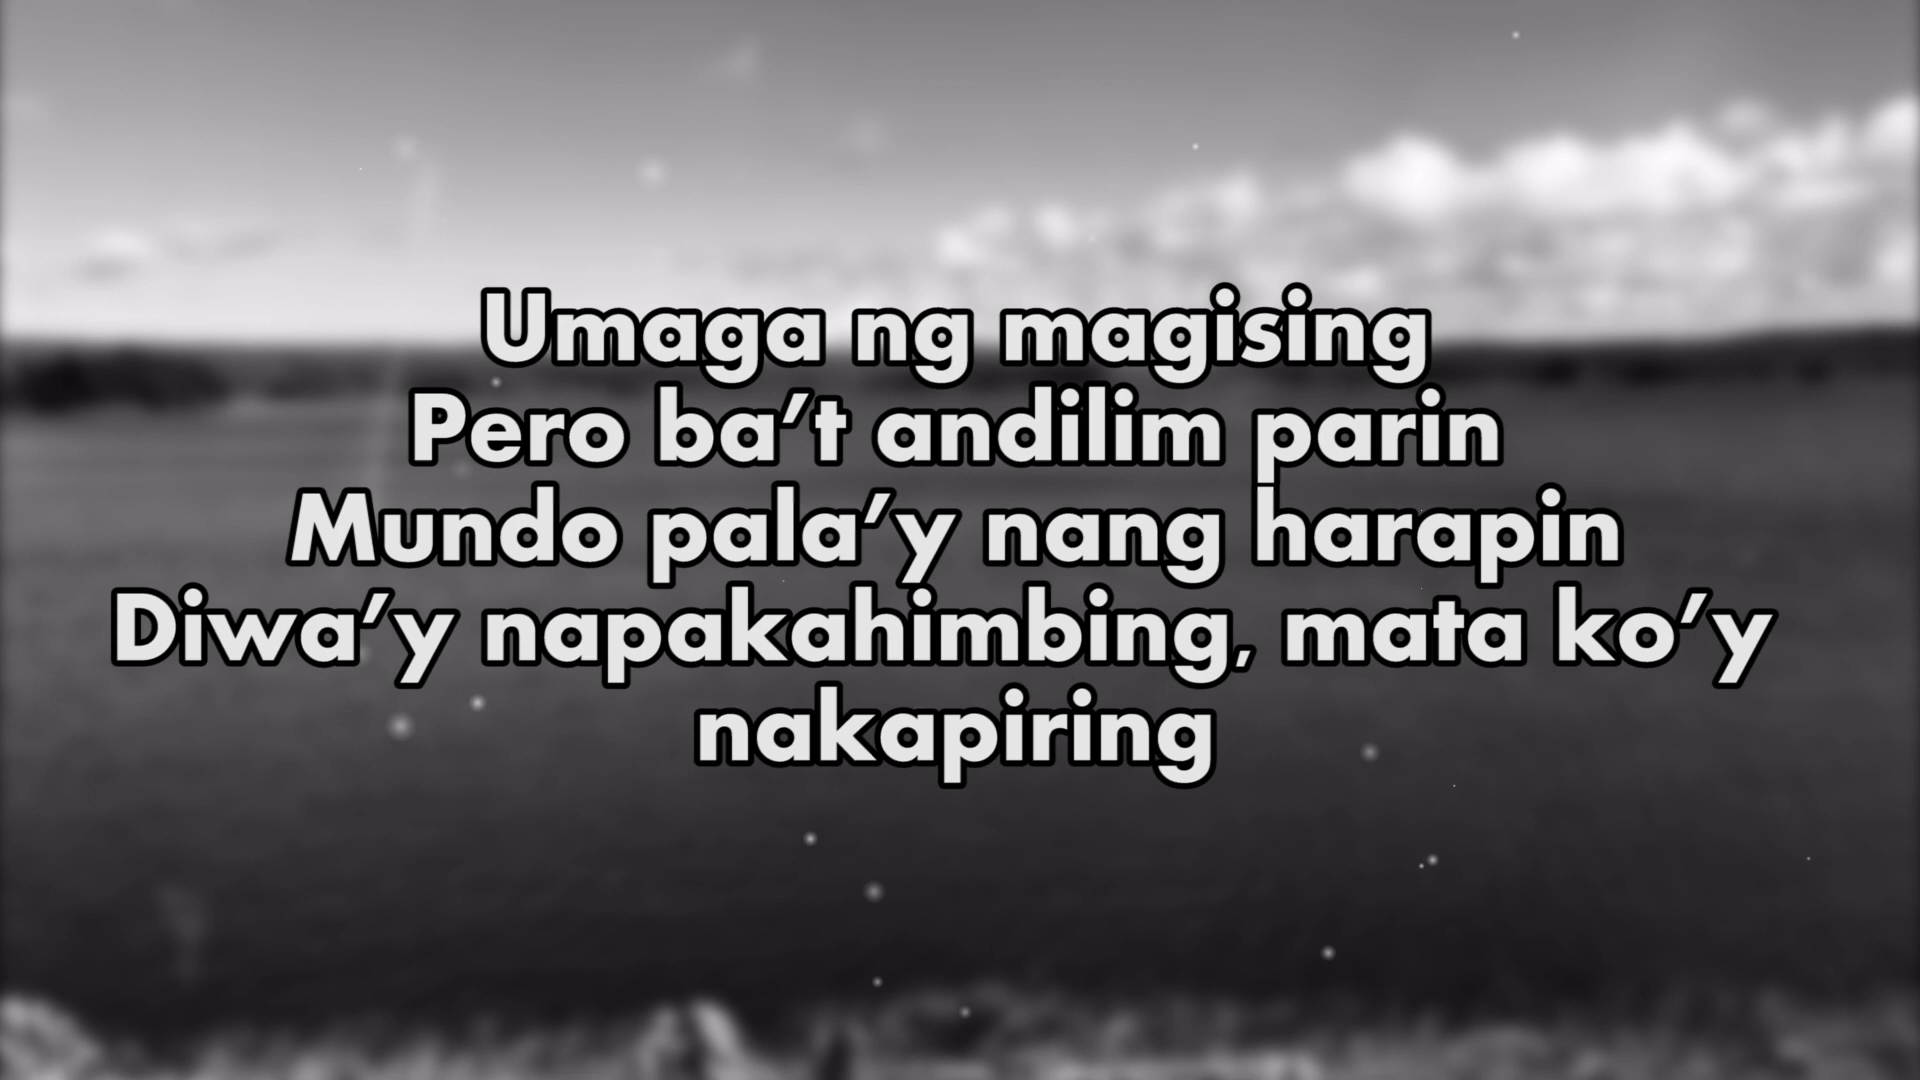 Umaga ng magising
Pero ba’t andilim parin
Mundo pala’y nang harapin
Diwa’y napakahimbing, mata ko’y
nakapiring